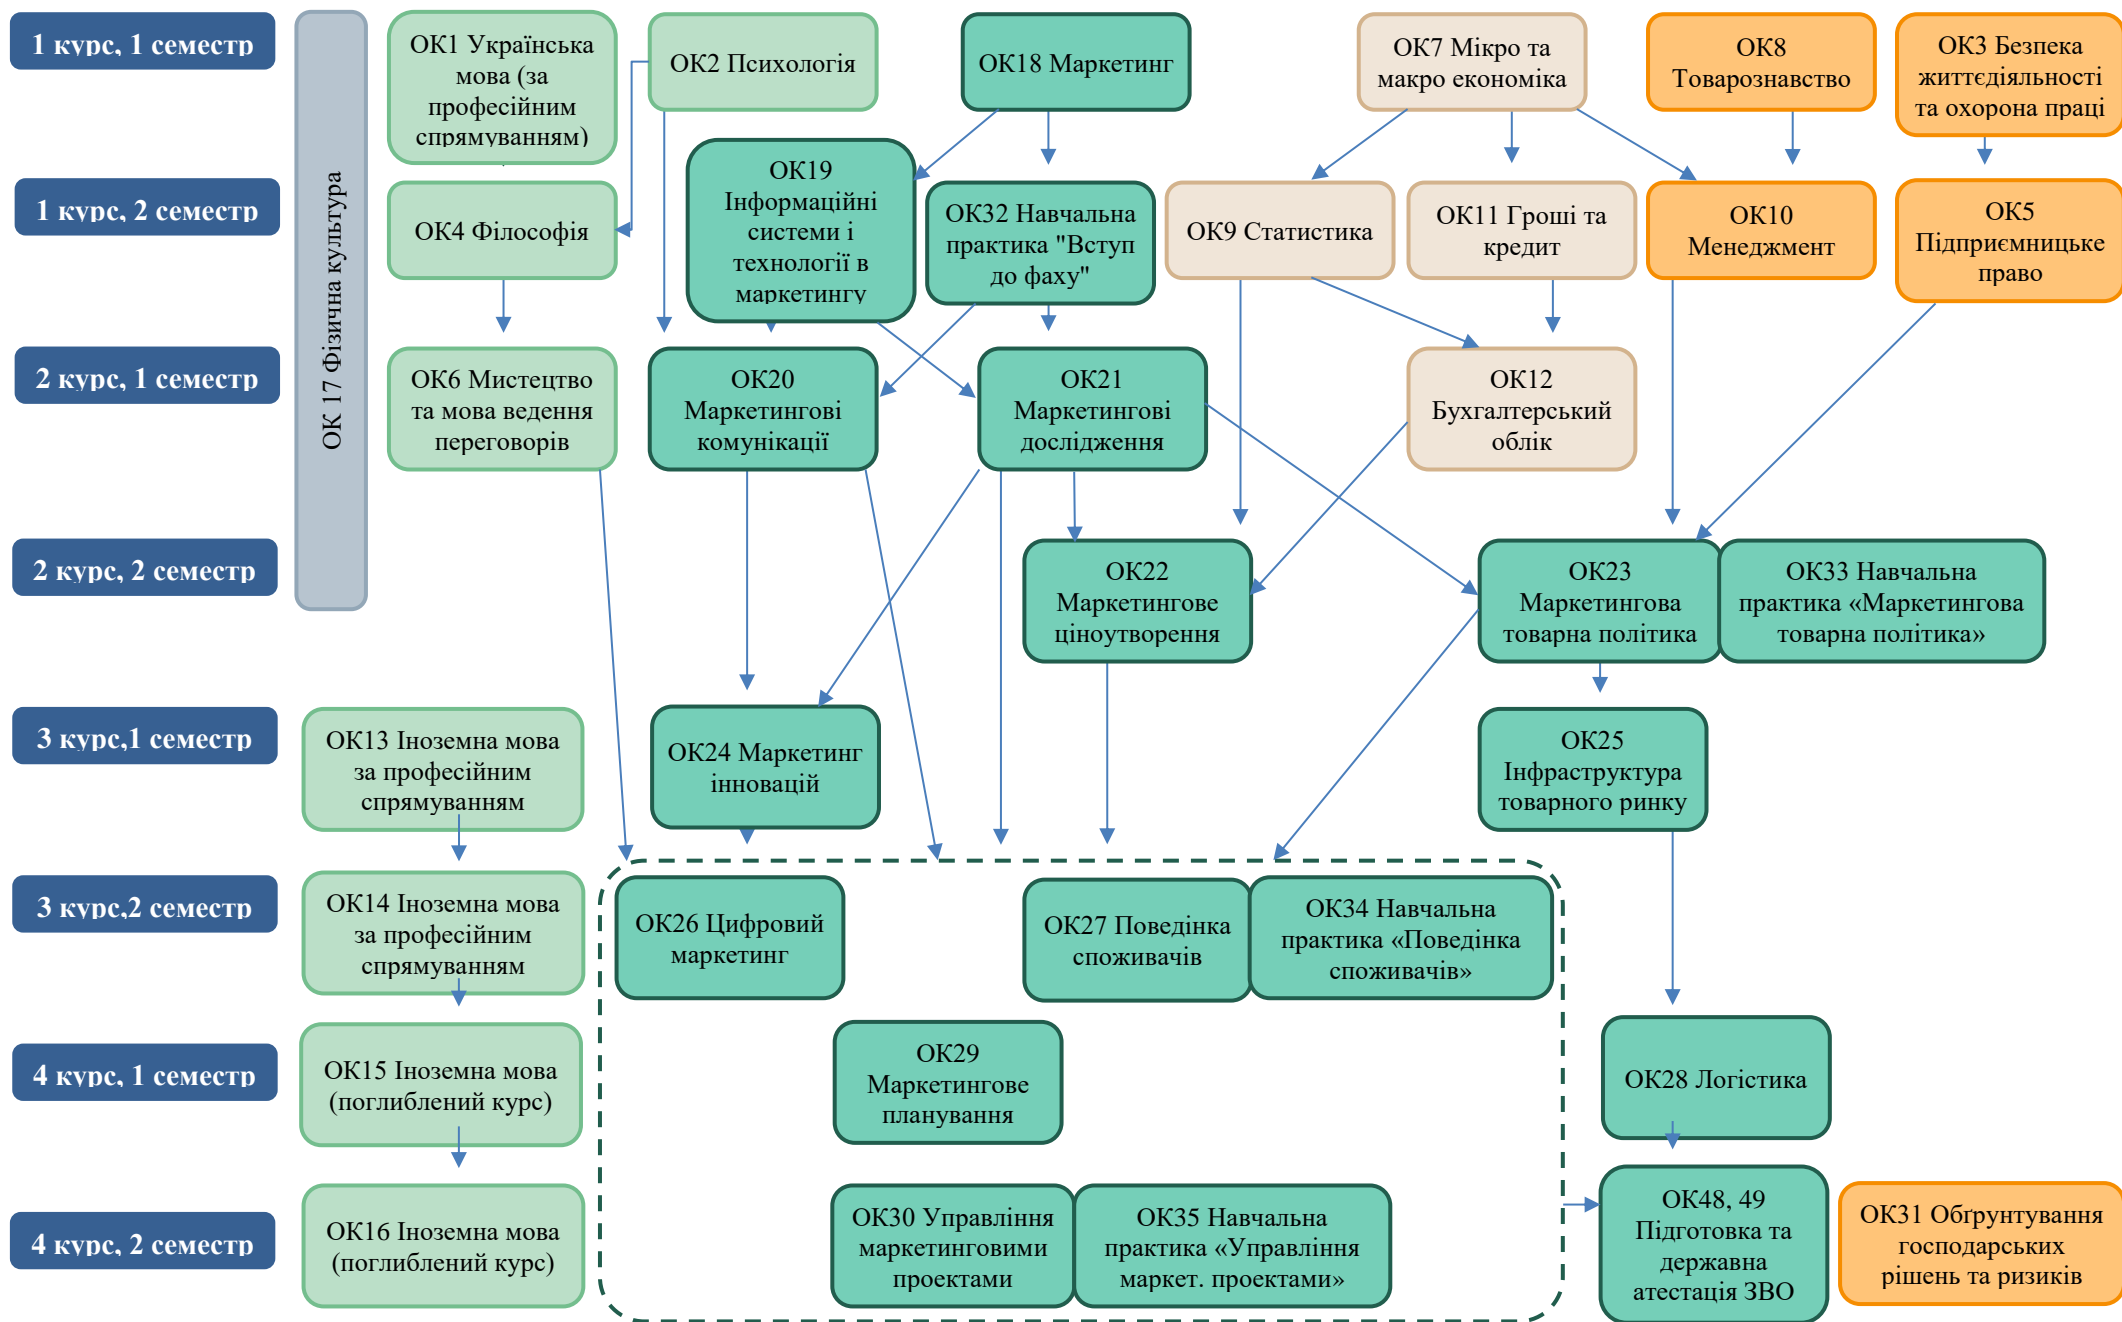 1 курс, 1 семестр
ОК1 Українська
мова (за
професійним
спрямуванням)
ОК2 Психологія
ОК18 Маркетинг
ОК7 Мікро та
макро економіка
ОК8
Товарознавство
ОК3 Безпека
життєдіяльності
та охорона праці
ОК 17 Фізична культура
1 курс, 2 семестр
ОК4 Філософія
ОК19
Інформаційні
системи і
технології в
маркетингу
ОК32 Навчальна
практика "Вступ
до фаху"
ОК9 Статистика
ОК11 Гроші та
кредит
ОК10
Менеджмент
ОК5
Підприємницьке
право
2 курс, 1 семестр
ОК6 Мистецтво
та мова ведення
переговорів
ОК20
Маркетингові
комунікації
ОК21
Маркетингові
дослідження
ОК12
Бухгалтерський
облік
2 курс, 2 семестр
ОК22
Маркетингове
ціноутворення
ОК23
Маркетингова
товарна політика
ОК33 Навчальна
практика «Маркетингова
товарна політика»
3 курс,1 семестр
ОК13 Іноземна мова
за професійним
спрямуванням
ОК24 Маркетинг
інновацій
ОК25
Інфраструктура
товарного ринку
3 курс,2 семестр
ОК14 Іноземна мова
за професійним
спрямуванням
ОК26 Цифровий
маркетинг
ОК27 Поведінка
споживачів
ОК34 Навчальна
практика «Поведінка
споживачів»
4 курс, 1 семестр
ОК15 Іноземна мова
(поглиблений курс)
ОК29
Маркетингове
планування
ОК28 Логістика
4 курс, 2 семестр
ОК16 Іноземна мова
(поглиблений курс)
ОК30 Управління
маркетинговими
проектами
ОК35 Навчальна
практика «Управління
маркет. проектами»
ОК48, 49
Підготовка та
державна
атестація ЗВО
ОК31 Обґрунтування
господарських
рішень та ризиків